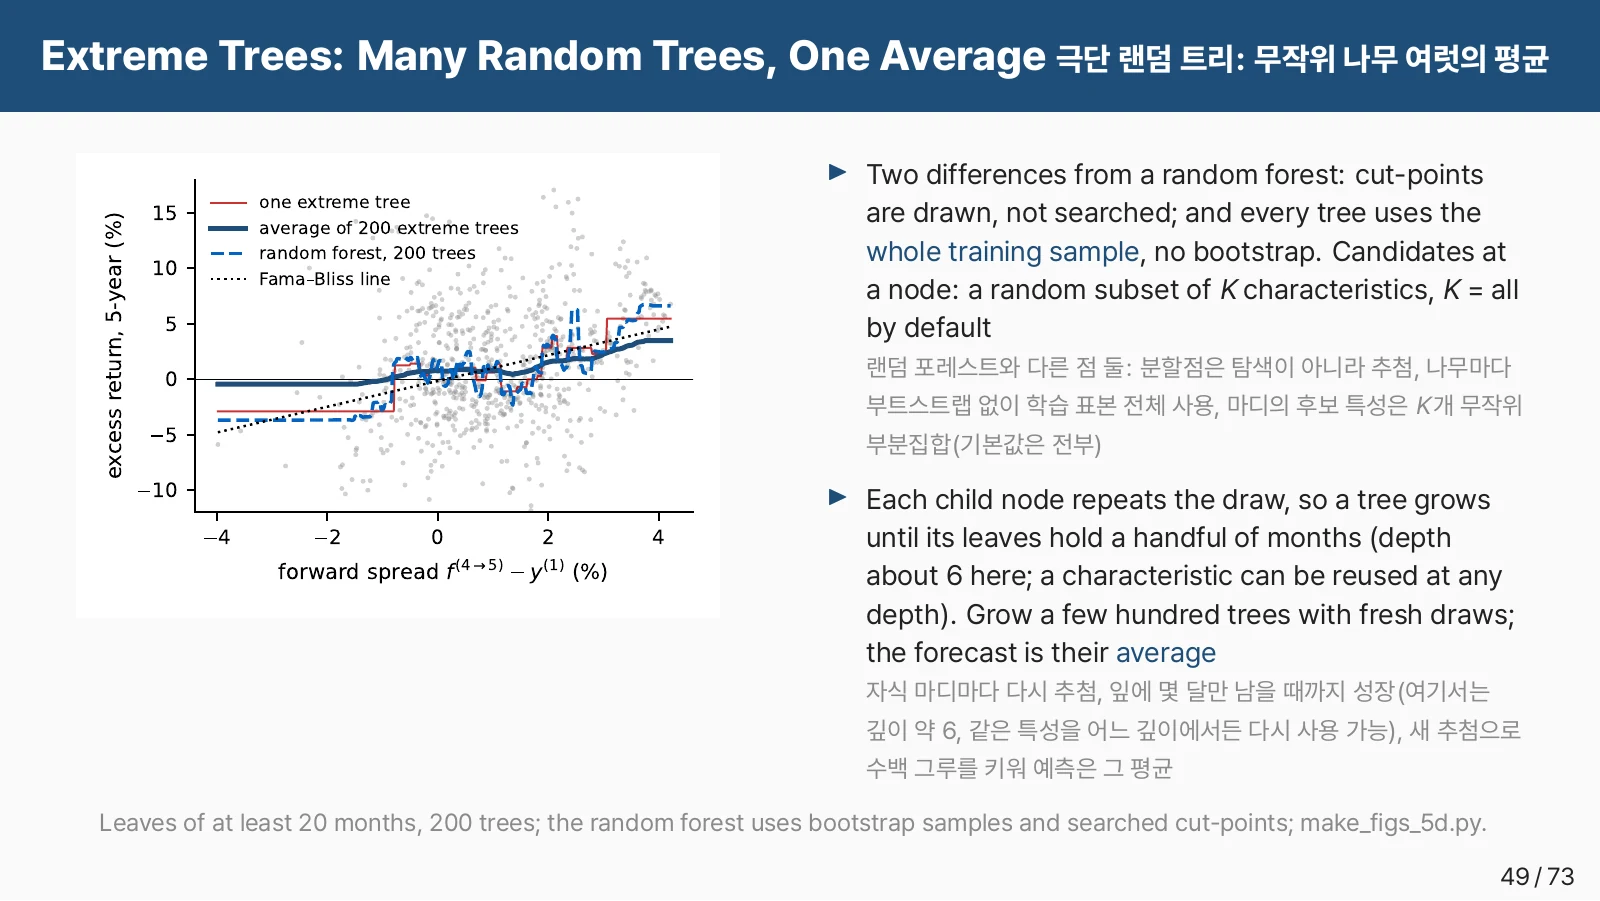 Extreme Trees: Many Random Trees, One Average 극단 랜덤 트리: 무작위 나무 여럿의 평균
one extreme tree
average of 200 extreme trees
random forest, 200 trees
Fama–Bliss line
excess return, 5-year (%)
15
10
5
0
−5
−10
−4
−2
0
2
4
forward spread f^(4→5) − y^(1) (%)
▶ Two differences from a random forest: cut-points
are drawn, not searched; and every tree uses the
whole training sample, no bootstrap. Candidates at
a node: a random subset of K characteristics, K = all
by default
랜덤 포레스트와 다른 점 둘: 분할점은 탐색이 아니라 추첨, 나무마다
부트스트랩 없이 학습 표본 전체 사용, 마디의 후보 특성은 K개 무작위
부분집합(기본값은 전부)
▶ Each child node repeats the draw, so a tree grows
until its leaves hold a handful of months (depth
about 6 here; a characteristic can be reused at any
depth). Grow a few hundred trees with fresh draws;
the forecast is their average
자식 마디마다 다시 추첨, 잎에 몇 달만 남을 때까지 성장(여기서는
깊이 약 6, 같은 특성을 어느 깊이에서든 다시 사용 가능), 새 추첨으로
수백 그루를 키워 예측은 그 평균
Leaves of at least 20 months, 200 trees; the random forest uses bootstrap samples and searched cut-points; make_figs_5d.py.
49 / 73